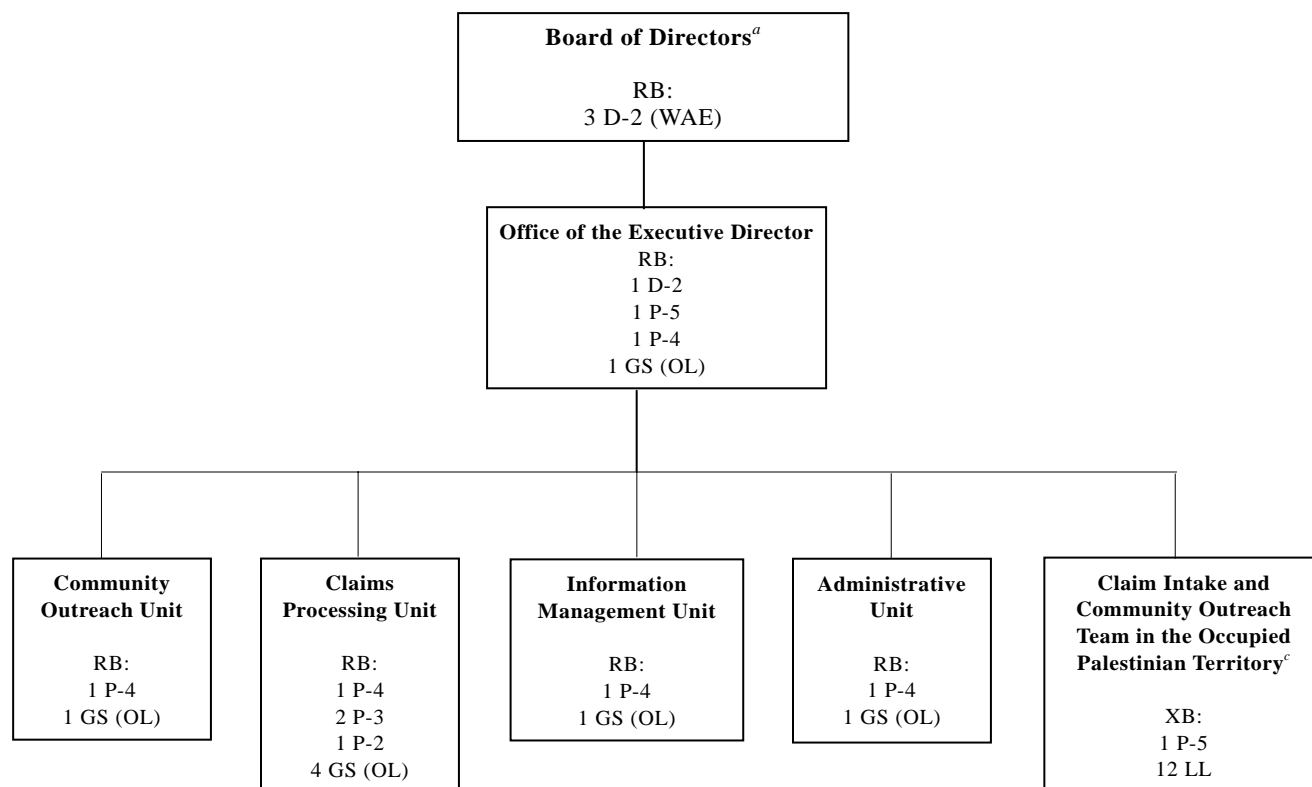 Board of Directorsᵃ
RB:
3 D-2 (WAE)
Office of the Executive Director
RB:
1 D-2
1 P-5
1 P-4
1 GS (OL)
Community
Outreach Unit
RB:
1 P-4
1 GS (OL)
Claims
Processing Unit
RB:
1 P-4
2 P-3
1 P-2
4 GS (OL)
Information
Management Unit
RB:
1 P-4
1 GS (OL)
Administrative
Unit
RB:
1 P-4
1 GS (OL)
Claim Intake and
Community Outreach
Team in the Occupied
Palestinian Territoryᶜ
XB:
1 P-5
12 LL